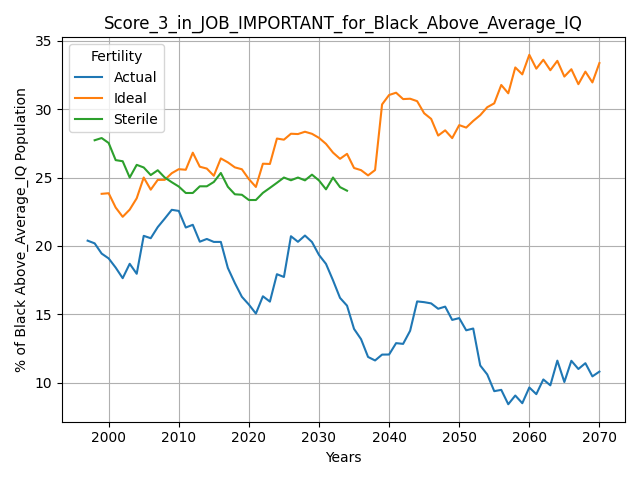 Score_3_in_JOB_IMPORTANT_for_Black_Above_Average_IQ
Fertility
Actual
Ideal
Sterile
% of Black Above_Average_IQ Population
35
30
25
20
15
10
2000
2010
2020
2030
2040
2050
2060
2070
Years